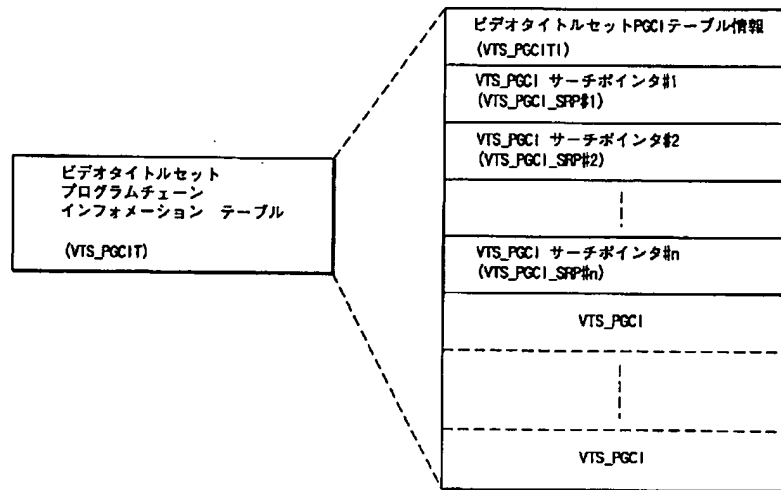 ビデオタイトルセット
プログラムチェーン
インフォメーション テーブル
(VTS_PGCIT)
ビデオタイトルセットPGCIテーブル情報
(VTS_PGCITI)
VTS_PGCI サーチポインタ#1
(VTS_PGCI_SRP#1)
VTS_PGCI サーチポインタ#2
(VTS_PGCI_SRP#2)
VTS_PGCI サーチポインタ#n
(VTS_PGCI_SRP#n)
VTS_PGCI
VTS_PGCI